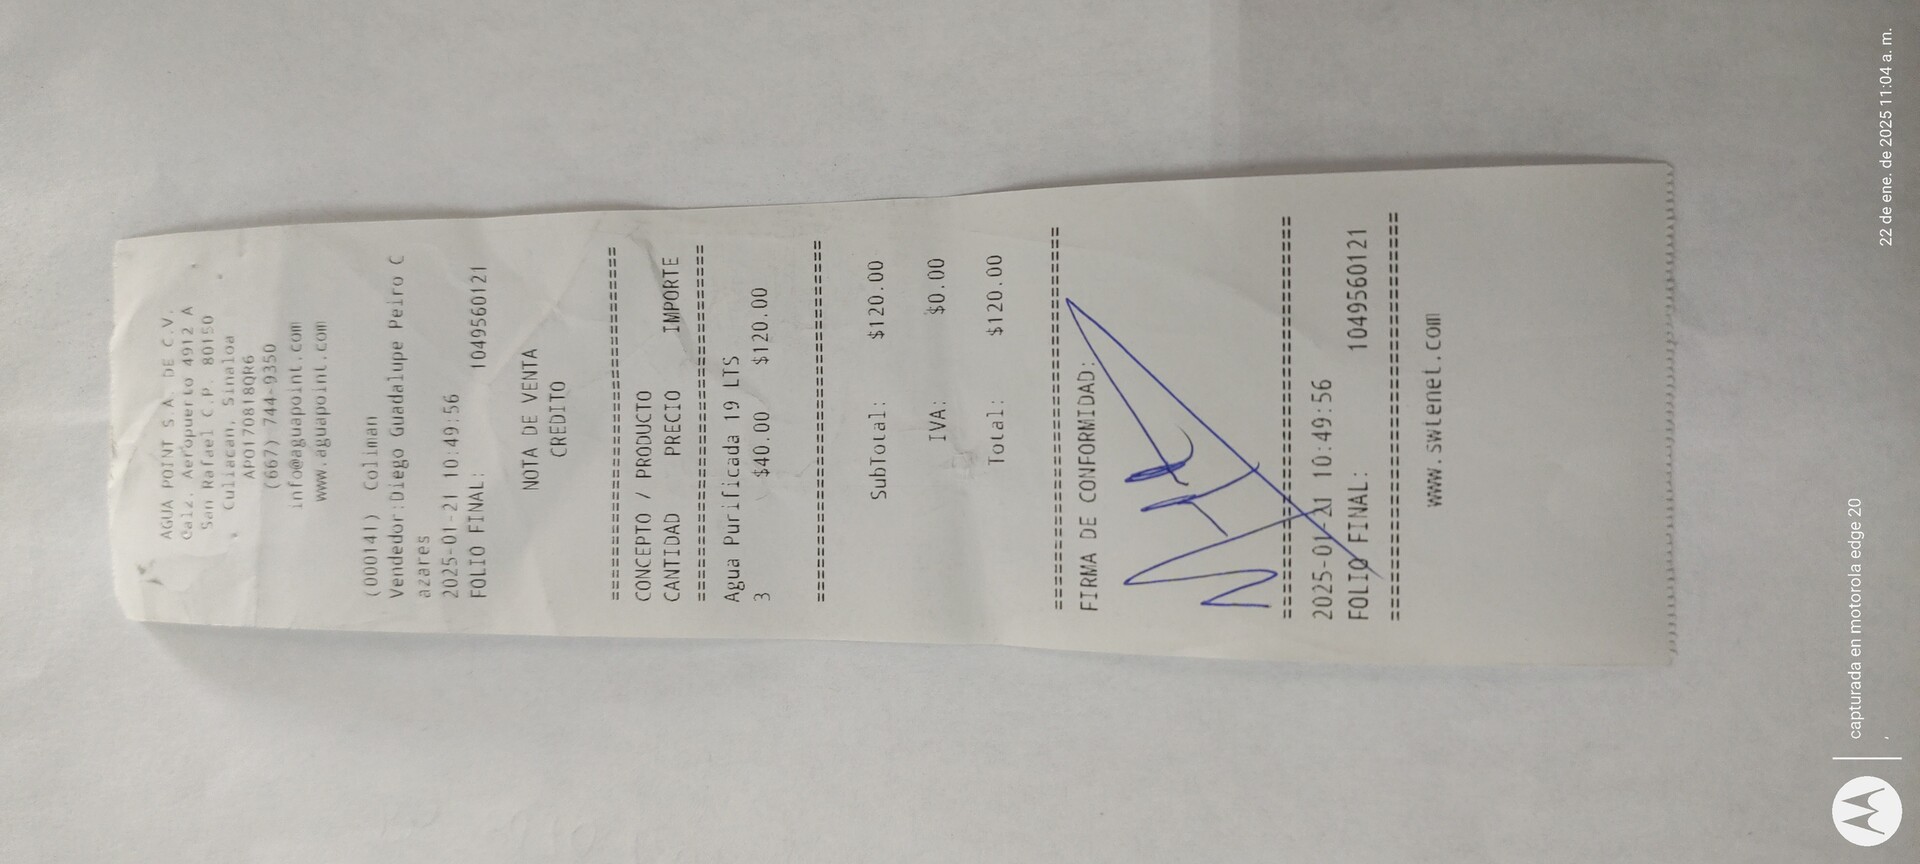 AGUA POINT S.A. DE C.V.
Calz. Aeropuerto 4912 A
San Rafael C.P. 80150
Culiacan, Sinaloa
APO170818QR6
(667) 744-9350
info@aguapoint.com
www.aguapoint.com
(000141) Coliman
Vendedor:Diego Guadalupe Peiro C
azares
2025-01-21 10:49:56
FOLIO FINAL: 1049560121
NOTA DE VENTA
CREDITO
================================
CONCEPTO / PRODUCTO
CANTIDAD PRECIO IMPORTE
================================
Agua Purificada 19 LTS
3 $40.00 $120.00
================================
SubTotal: $120.00
IVA: $0.00
Total: $120.00
================================
FIRMA DE CONFORMIDAD:
================================
2025-01-21 10:49:56
FOLIO FINAL: 1049560121
================================
www.swienet.com
capturada en motorola edge 20
,
22 de ene. de 2025 11:04 a. m.